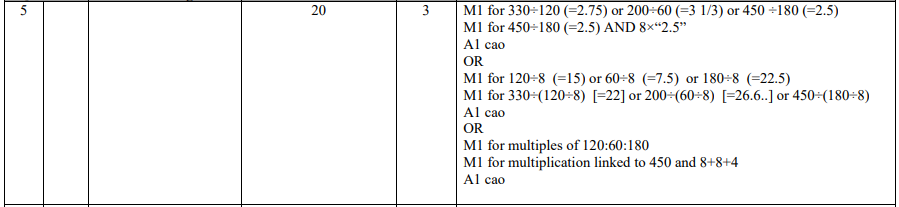 5 20 3 M1 for 330÷120 (=2.75) or 200÷60 (=3 1/3) or 450 ÷180 (=2.5)
M1 for 450÷180 (=2.5) AND 8×“2.5”
A1 cao
OR
M1 for 120÷8 (=15) or 60÷8 (=7.5) or 180÷8 (=22.5)
M1 for 330÷(120÷8) [=22] or 200÷(60÷8) [=26.6..] or 450÷(180÷8)
A1 cao
OR
M1 for multiples of 120:60:180
M1 for multiplication linked to 450 and 8+8+4
A1 cao